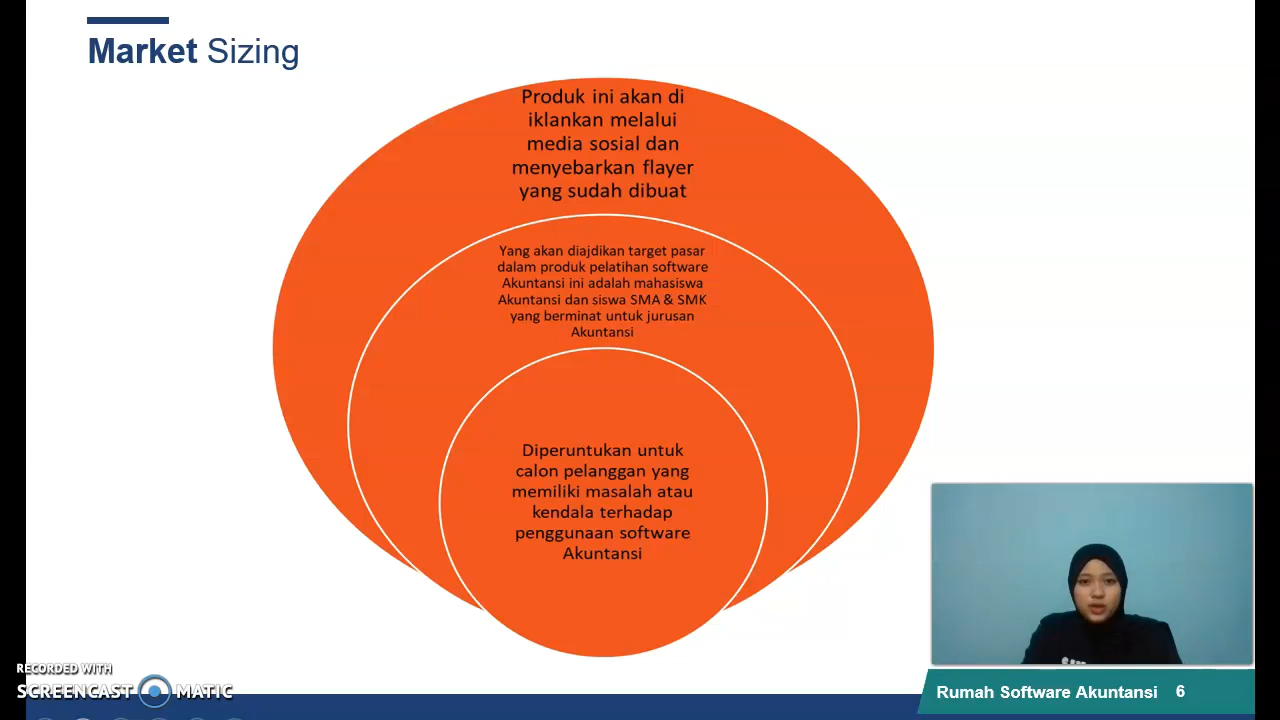 Market Sizing
Produk ini akan di
iklankan melalui
media sosial dan
menyebarkan flayer
yang sudah dibuat
Yang akan diajdikan target pasar
dalam produk pelatihan software
Akuntansi ini adalah mahasiswa
Akuntansi dan siswa SMA & SMK
yang berminat untuk jurusan
Akuntansi
Diperuntukan untuk
calon pelanggan yang
memiliki masalah atau
kendala terhadap
penggunaan software
Akuntansi
RECORDED WITH
SCREENCAST MATIC
Rumah Software Akuntansi 6